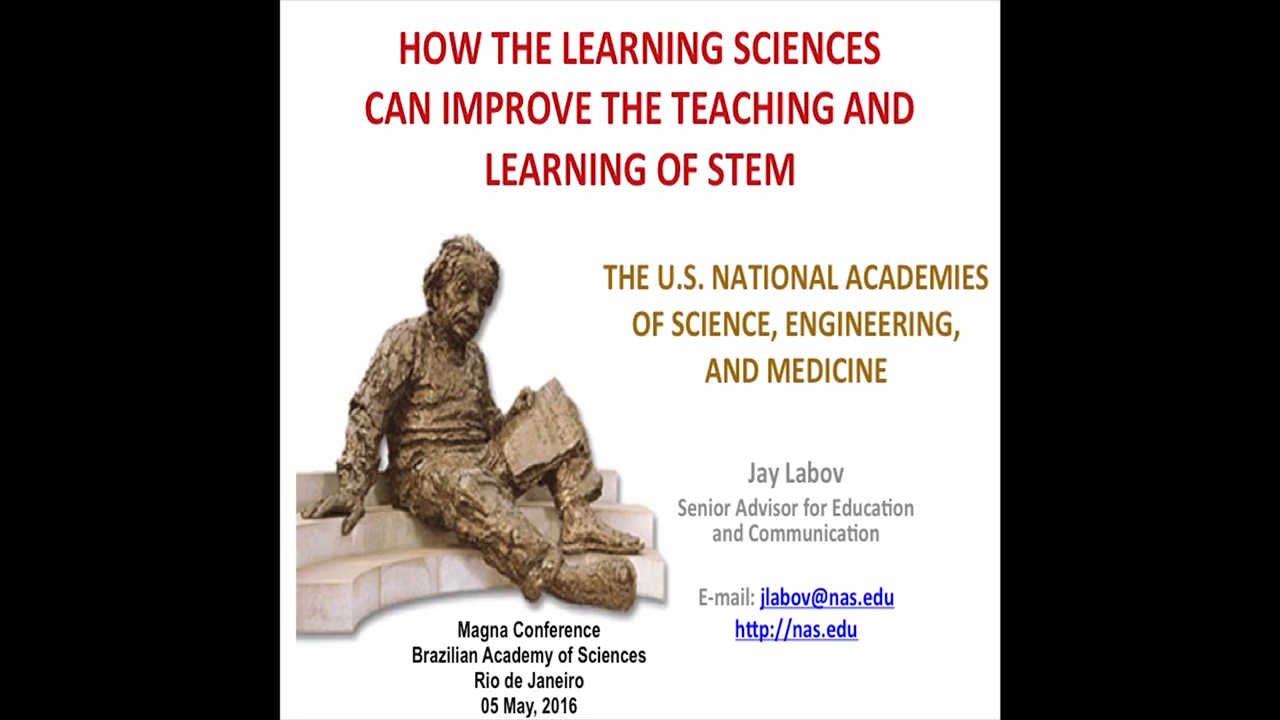 HOW THE LEARNING SCIENCES
CAN IMPROVE THE TEACHING AND
LEARNING OF STEM
THE U.S. NATIONAL ACADEMIES
OF SCIENCE, ENGINEERING,
AND MEDICINE
Jay Labov
Senior Advisor for Education
and Communication
E-mail: jlabov@nas.edu
http://nas.edu
Magna Conference
Brazilian Academy of Sciences
Rio de Janeiro
05 May, 2016